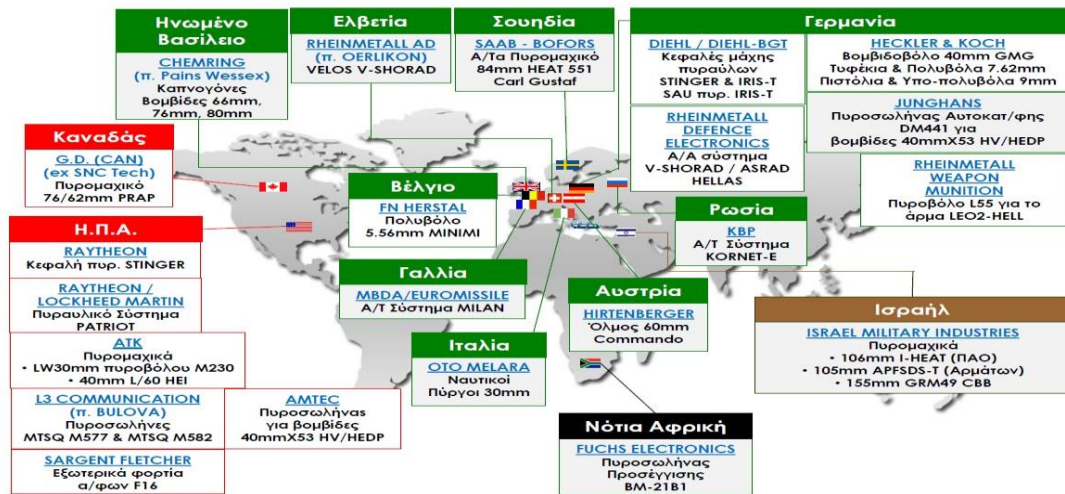 Ηνωμένο
Βασίλειο
CHEMRING
(π. Pains Wessex)
Καπνογόνες
Βομβίδες 66mm,
76mm, 80mm
Ελβετία
RHEINMETALL AD
(π. OERLIKON)
VELOS V-SHORAD
Σουηδία
SAAB - BOFORS
Α/Τα Πυρομαχικό
84mm HEAT 551
Carl Gustaf
Γερμανία
DIEHL / DIEHL-BGT
Κεφαλές μάχης
πυραύλων
STINGER & IRIS-T
SAU πυρ. IRIS-T
RHEINMETALL
DEFENCE
ELECTRONICS
Α/Α σύστημα
V-SHORAD / ASRAD
HELLAS
HECKLER & KOCH
Βομβιδοβόλο 40mm GMG
Τυφέκια & Πολυβόλα 7.62mm
Πιστόλια & Υπο-πολυβόλα 9mm
JUNGHANS
Πυροσωλήνας Αυτοκατ/φης
DM441 για
βομβίδες 40mmX53 HV/HEDP
RHEINMETALL
WEAPON
MUNITION
Πυροβόλο L55 για το
άρμα LEO2-HELL
Καναδάς
G.D. (CAN)
(ex SNC Tech)
Πυρομαχικό
76/62mm PRAP
Η.Π.Α.
RAYTHEON
Κεφαλή πυρ. STINGER
RAYTHEON /
LOCKHEED MARTIN
Πυραυλικό Σύστημα
PATRIOT
ATK
Πυρομαχικά
• LW30mm πυροβόλου M230
• 40mm L/60 HEI
L3 COMMUNICATION
(π. BULOVA)
Πυροσωλήνες
MTSQ M577 & MTSQ M582
SARGENT FLETCHER
Εξωτερικά φορτία
α/φων F16
AMTEC
Πυροσωλήνας
για βομβίδες
40mmX53 HV/HEDP
Βέλγιο
FN HERSTAL
Πολυβόλο
5.56mm MINIMI
Γαλλία
MBDA/EUROMISSILE
Α/Τ Σύστημα MILAN
Ιταλία
OTO MELARA
Ναυτικοί
Πύργοι 30mm
Ρωσία
KBP
Α/Τ Σύστημα
KORNET-E
Αυστρία
HIRTENBERGER
Όλμος 60mm
Commando
Νότια Αφρική
FUCHS ELECTRONICS
Πυροσωλήνας
Προσέγγισης
BM-21B1
Ισραήλ
ISRAEL MILITARY INDUSTRIES
Πυρομαχικά
• 106mm I-HEAT (ΠΑΟ)
• 105mm APFSDS-T (Αρμάτων)
• 155mm GRM49 CBB